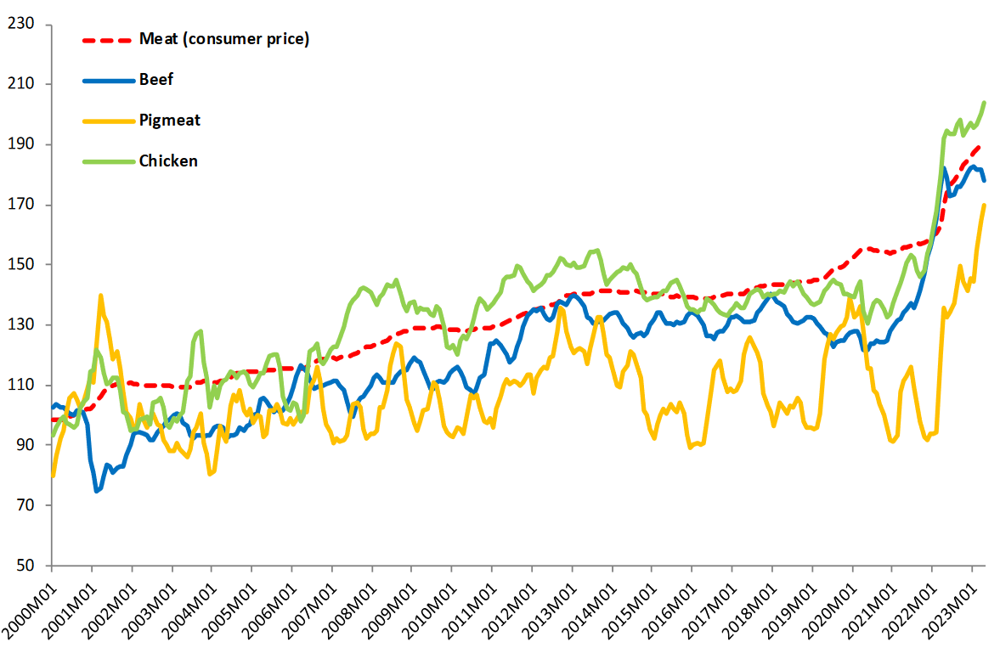 230
210
190
170
150
130
110
90
70
50
Meat (consumer price)
Beef
Pigmeat
Chicken
2000M01
2001M01
2002M01
2003M01
2004M01
2005M01
2006M01
2007M01
2008M01
2009M01
2010M01
2011M01
2012M01
2013M01
2014M01
2015M01
2016M01
2017M01
2018M01
2019M01
2020M01
2021M01
2022M01
2023M01